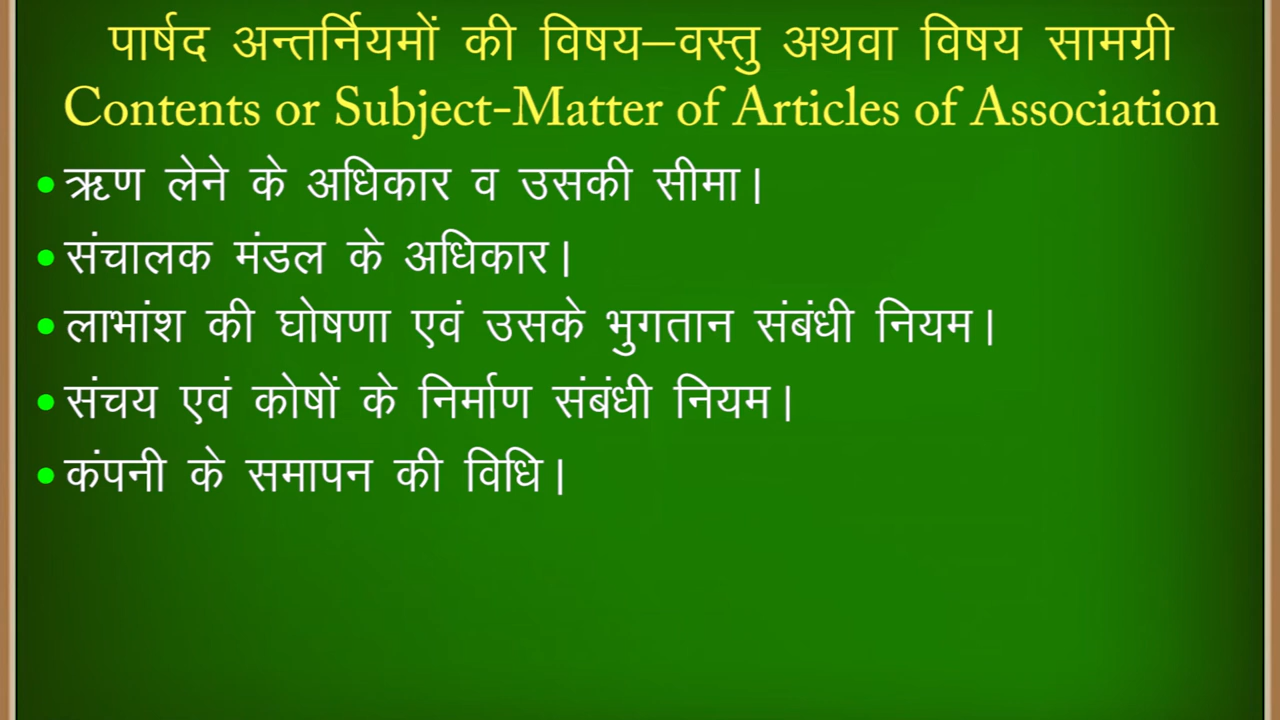 पार्षद अन्तर्नियमों की विषय–वस्तु अथवा विषय सामग्री
Contents or Subject-Matter of Articles of Association
• ऋण लेने के अधिकार व उसकी सीमा।
• संचालक मंडल के अधिकार।
• लाभांश की घोषणा एवं उसके भुगतान संबंधी नियम।
• संचय एवं कोषों के निर्माण संबंधी नियम।
• कंपनी के समापन की विधि।